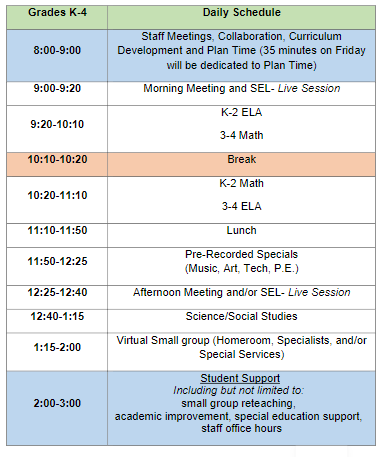 Grades K-4 Daily Schedule
8:00-9:00 Staff Meetings, Collaboration, Curriculum
Development and Plan Time (35 minutes on Friday
will be dedicated to Plan Time)
9:00-9:20 Morning Meeting and SEL- Live Session
9:20-10:10 K-2 ELA
3-4 Math
10:10-10:20 Break
10:20-11:10 K-2 Math
3-4 ELA
11:10-11:50 Lunch
11:50-12:25 Pre-Recorded Specials
(Music, Art, Tech, P.E.)
12:25-12:40 Afternoon Meeting and/or SEL- Live Session
12:40-1:15 Science/Social Studies
1:15-2:00 Virtual Small group (Homeroom, Specialists, and/or
Special Services)
2:00-3:00 Student Support
Including but not limited to:
small group reteaching,
academic improvement, special education support,
staff office hours